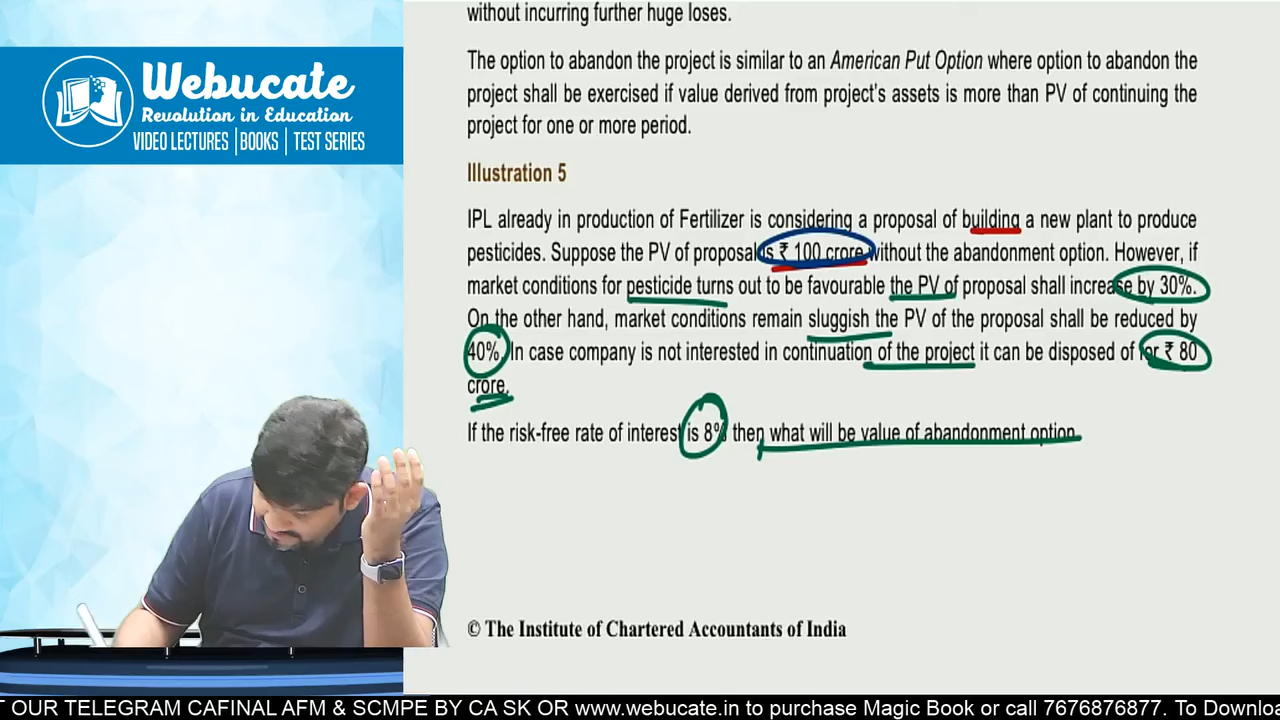 without incurring further huge loses.
Webucate
Revolution in Education
VIDEO LECTURES | BOOKS | TEST SERIES
The option to abandon the project is similar to an American Put Option where option to abandon the
project shall be exercised if value derived from project's assets is more than PV of continuing the
project for one or more period.
Illustration 5
IPL already in production of Fertilizer is considering a proposal of building a new plant to produce
pesticides. Suppose the PV of proposal is ₹ 100 crore without the abandonment option. However, if
market conditions for pesticide turns out to be favourable the PV of proposal shall increase by 30%.
On the other hand, market conditions remain sluggish the PV of the proposal shall be reduced by
40%. In case company is not interested in continuation of the project it can be disposed of for ₹ 80
crore.
If the risk-free rate of interest is 8% then what will be value of abandonment option.
© The Institute of Chartered Accountants of India
T OUR TELEGRAM CAFINAL AFM & SCMPE BY CA SK OR www.webucate.in to purchase Magic Book or call 7676876877. To Downloa